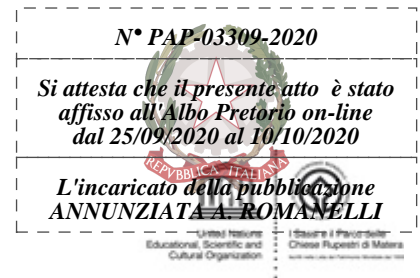 N° PAP-03309-2020
Si attesta che il presente atto è stato
affisso all'Albo Pretorio on-line
dal 25/09/2020 al 10/10/2020
REPVBBLICA ITALIANA
L'incaricato della pubblicazione
ANNUNZIATA A. ROMANELLI
United Nations
Educational, Scientific and
Cultural Organization
I Sassi e il Parco delle
Chiese Rupestri di Matera